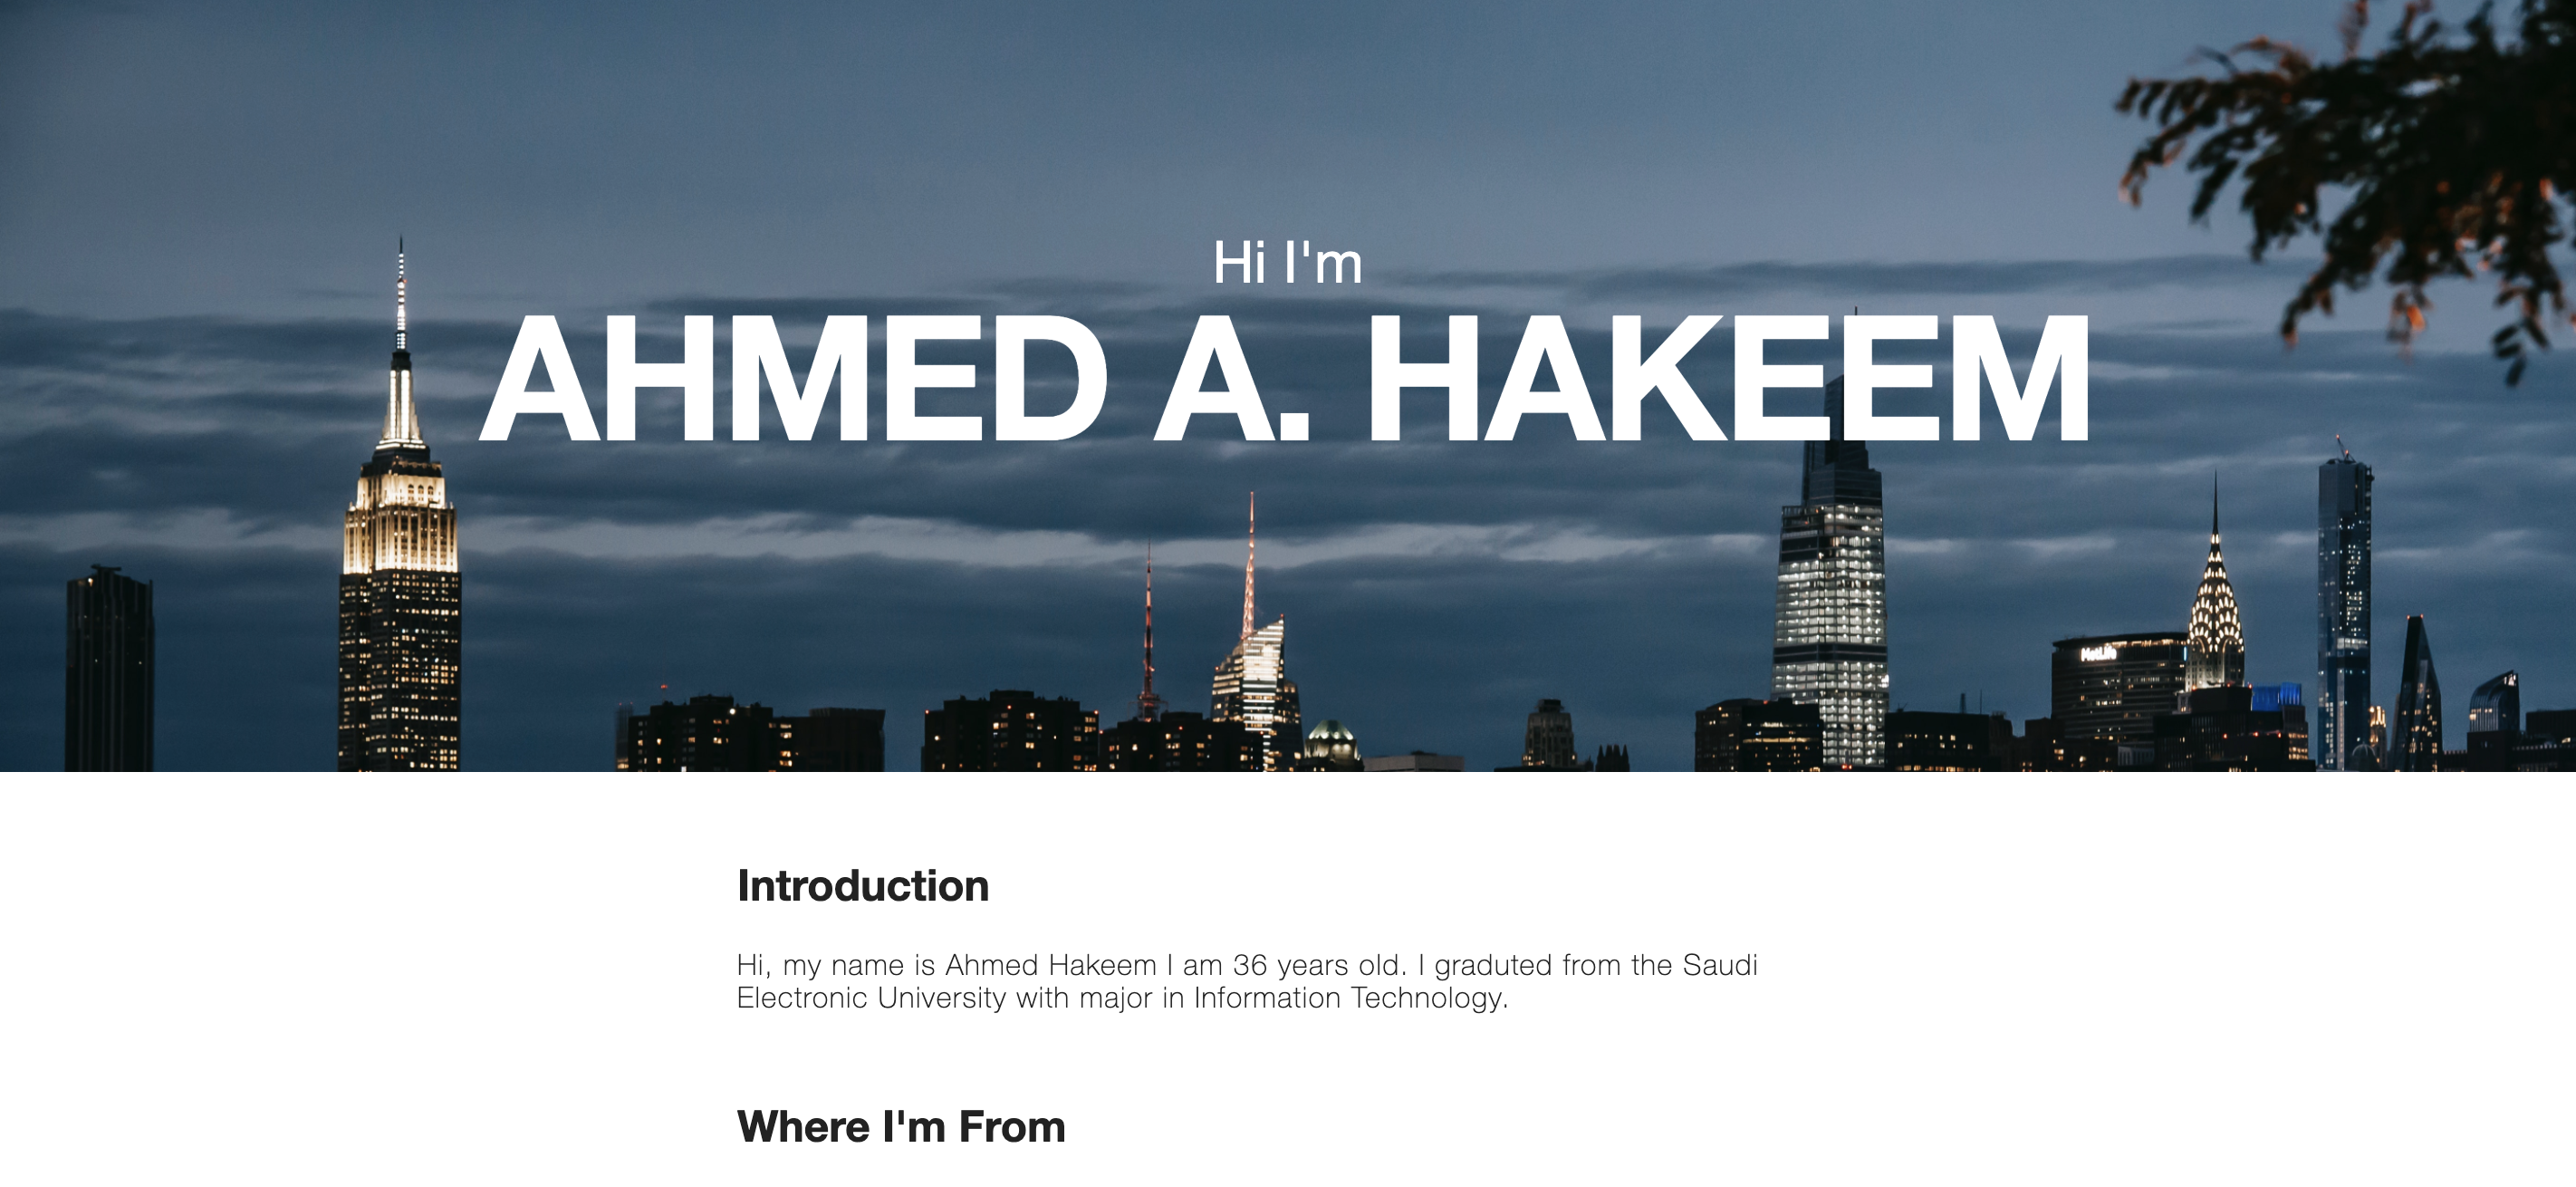 Hi I'm
AHMED A. HAKEEM
MetLife
Introduction
Hi, my name is Ahmed Hakeem I am 36 years old. I graduted from the Saudi
Electronic University with major in Information Technology.
Where I'm From